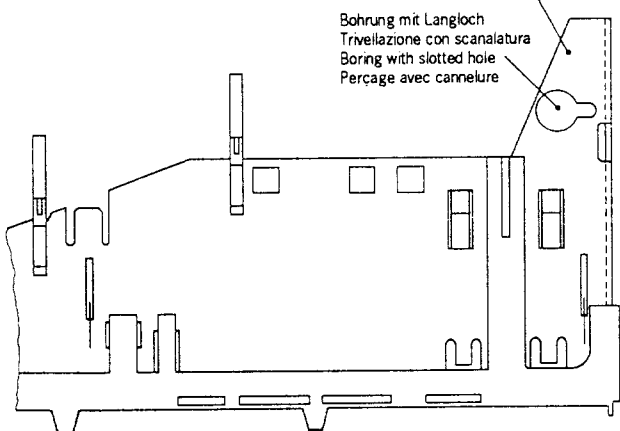 Bohrung mit Langloch
Trivellazione con scanalatura
Boring with slotted hole
Perçage avec cannelure